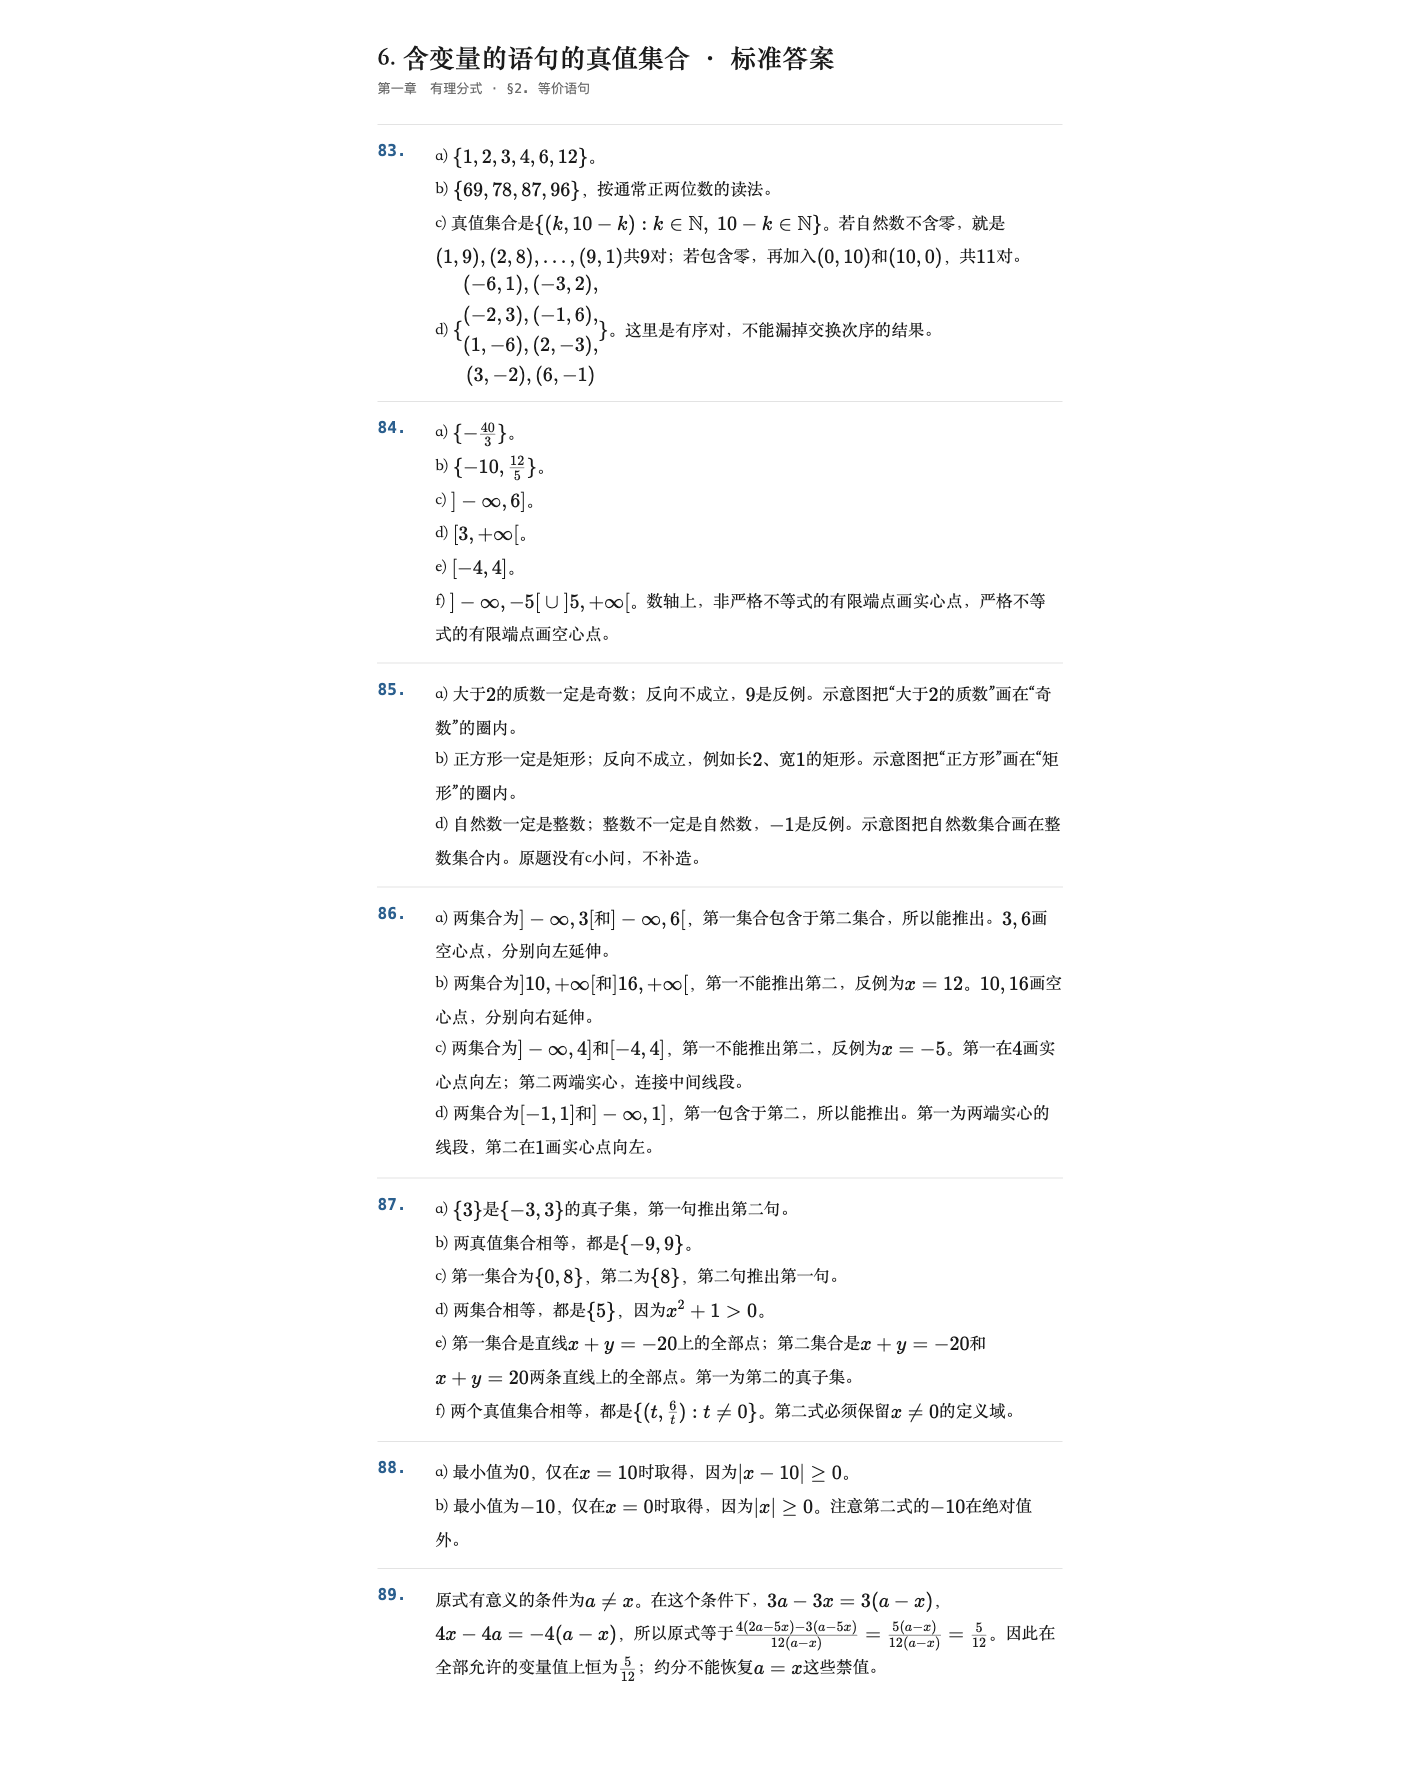 6. 含变量的语句的真值集合 · 标准答案
第一章 有理分式 · §2. 等价语句
83.
a) {1, 2, 3, 4, 6, 12}。
b) {69, 78, 87, 96}，按通常正两位数的读法。
c) 真值集合是{(k, 10 − k) : k ∈ ℕ, 10 − k ∈ ℕ}。若自然数不含零，就是
(1, 9), (2, 8), . . . , (9, 1)共9对；若包含零，再加入(0, 10)和(10, 0)，共11对。
(−6, 1), (−3, 2),
(−2, 3), (−1, 6),
d) { }。这里是有序对，不能漏掉交换次序的结果。
(1, −6), (2, −3),
(3, −2), (6, −1)
84.
a) {−40/3}。
b) {−10, 12/5}。
c) ] − ∞, 6]。
d) [3, +∞[。
e) [−4, 4]。
f) ] − ∞, −5[ ∪ ]5, +∞[。数轴上，非严格不等式的有限端点画实心点，严格不等
式的有限端点画空心点。
85.
a) 大于2的质数一定是奇数；反向不成立，9是反例。示意图把“大于2的质数”画在“奇
数”的圈内。
b) 正方形一定是矩形；反向不成立，例如长2、宽1的矩形。示意图把“正方形”画在“矩
形”的圈内。
d) 自然数一定是整数；整数不一定是自然数，−1是反例。示意图把自然数集合画在整
数集合内。原题没有c小问，不补造。
86.
a) 两集合为] − ∞, 3[和] − ∞, 6[，第一集合包含于第二集合，所以能推出。3, 6画
空心点，分别向左延伸。
b) 两集合为]10, +∞[和]16, +∞[，第一不能推出第二，反例为x = 12。10, 16画空
心点，分别向右延伸。
c) 两集合为] − ∞, 4]和[−4, 4]，第一不能推出第二，反例为x = −5。第一在4画实
心点向左；第二两端实心，连接中间线段。
d) 两集合为[−1, 1]和] − ∞, 1]，第一包含于第二，所以能推出。第一为两端实心的
线段，第二在1画实心点向左。
87.
a) {3}是{−3, 3}的真子集，第一句推出第二句。
b) 两真值集合相等，都是{−9, 9}。
c) 第一集合为{0, 8}，第二为{8}，第二句推出第一句。
d) 两集合相等，都是{5}，因为x² + 1 > 0。
e) 第一集合是直线x + y = −20上的全部点；第二集合是x + y = −20和
x + y = 20两条直线上的全部点。第一为第二的真子集。
f) 两个真值集合相等，都是{(t, 6/t) : t ≠ 0}。第二式必须保留x ≠ 0的定义域。
88.
a) 最小值为0，仅在x = 10时取得，因为|x − 10| ≥ 0。
b) 最小值为−10，仅在x = 0时取得，因为|x| ≥ 0。注意第二式的−10在绝对值
外。
89.
原式有意义的条件为a ≠ x。在这个条件下，3a − 3x = 3(a − x)，
4x − 4a = −4(a − x)，所以原式等于4(2a−5x)−3(a−5x)/12(a−x) = 5(a−x)/12(a−x) = 5/12。因此在
全部允许的变量值上恒为5/12；约分不能恢复a = x这些禁值。